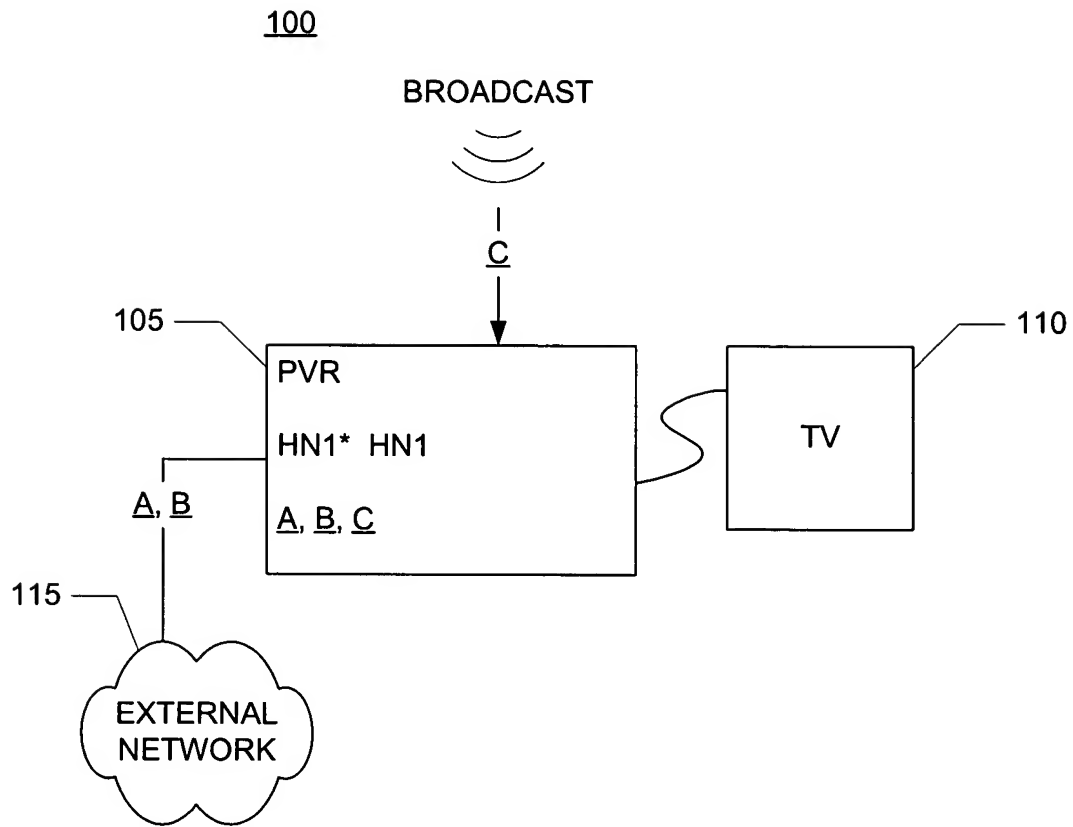 100
BROADCAST
C
105
110
PVR
TV
HN1* HN1
A, B
A, B, C
115
EXTERNAL
NETWORK